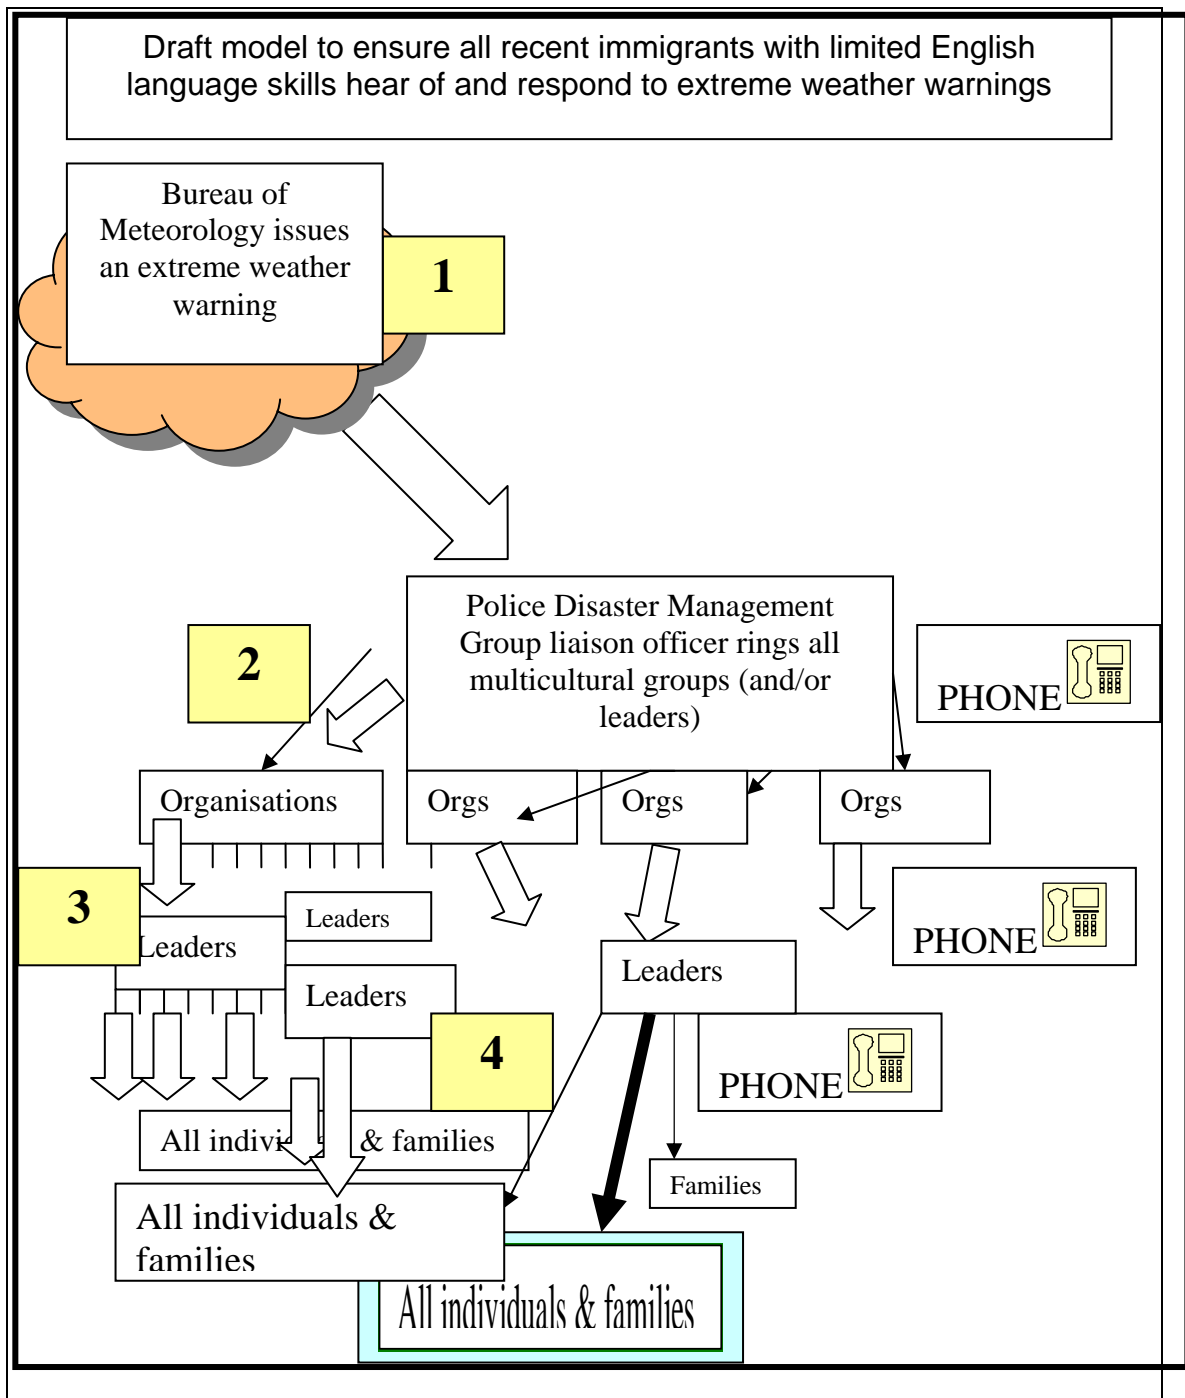 Draft model to ensure all recent immigrants with limited English
language skills hear of and respond to extreme weather warnings
Bureau of
Meteorology issues
an extreme weather
warning
1
Police Disaster Management
Group liaison officer rings all
multicultural groups (and/or
leaders)
2
PHONE
Organisations
Orgs
Orgs
Orgs
3
Leaders
Leaders
Leaders
Leaders
PHONE
4
PHONE
All individ & families
Families
All individuals &
families
All individuals & families